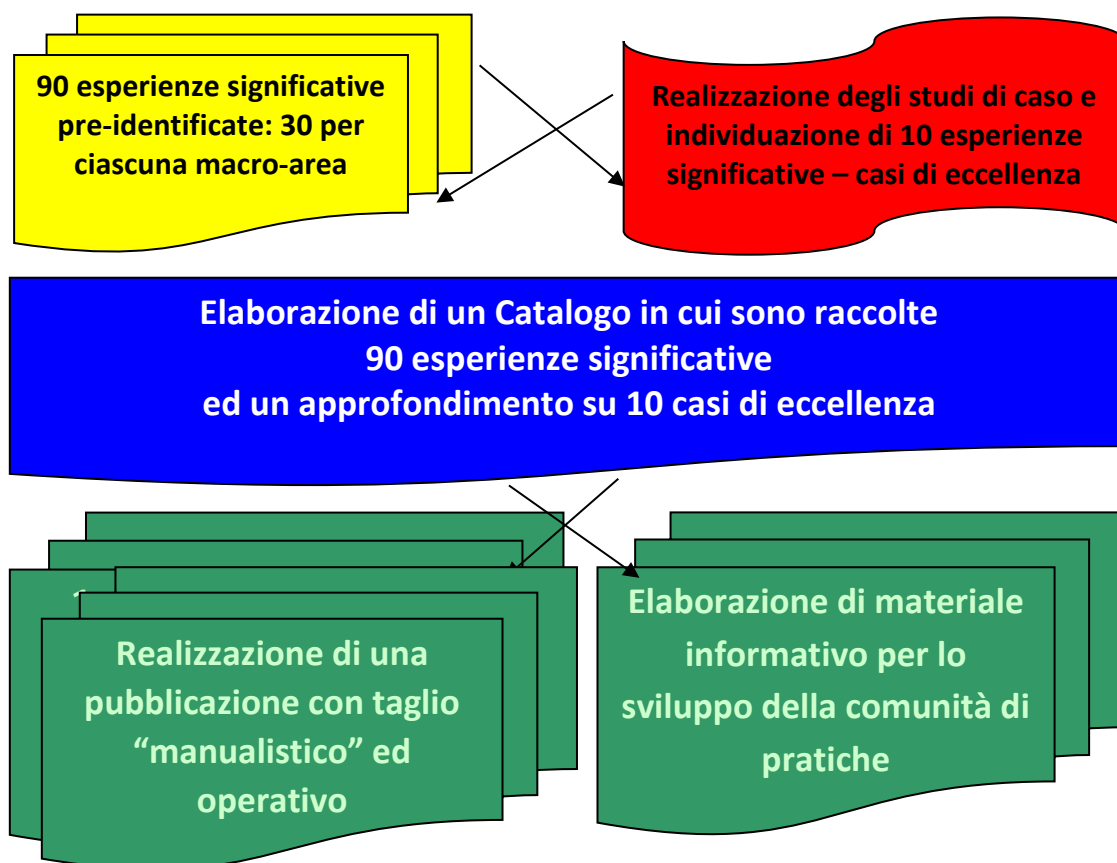 90 esperienze significative
pre-identificate: 30 per
ciascuna macro-area
Realizzazione degli studi di caso e
individuazione di 10 esperienze
significative – casi di eccellenza
Elaborazione di un Catalogo in cui sono raccolte
90 esperienze significative
ed un approfondimento su 10 casi di eccellenza
Realizzazione di una
pubblicazione con taglio
“manualistico” ed
operativo
Elaborazione di materiale
informativo per lo
sviluppo della comunità di
pratiche